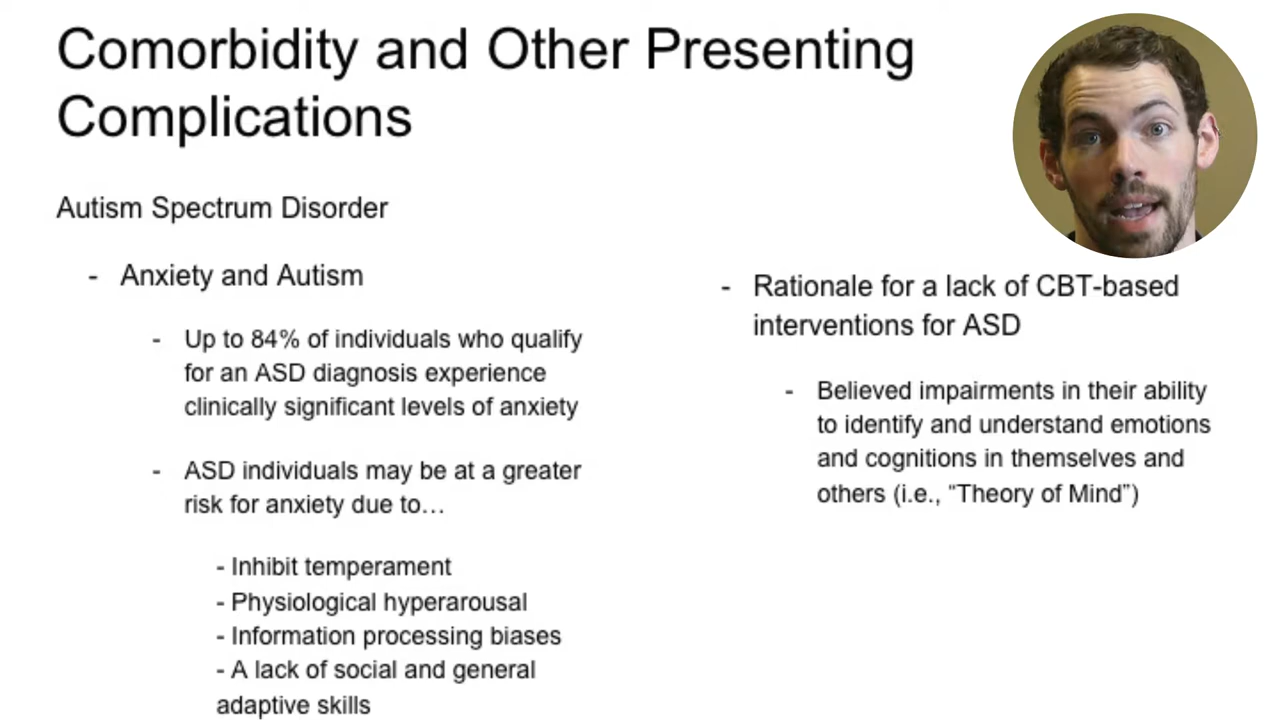 Comorbidity and Other Presenting
Complications
Autism Spectrum Disorder
- Anxiety and Autism
- Up to 84% of individuals who qualify
for an ASD diagnosis experience
clinically significant levels of anxiety
- ASD individuals may be at a greater
risk for anxiety due to…
- Inhibit temperament
- Physiological hyperarousal
- Information processing biases
- A lack of social and general
adaptive skills
- Rationale for a lack of CBT-based
interventions for ASD
- Believed impairments in their ability
to identify and understand emotions
and cognitions in themselves and
others (i.e., “Theory of Mind”)